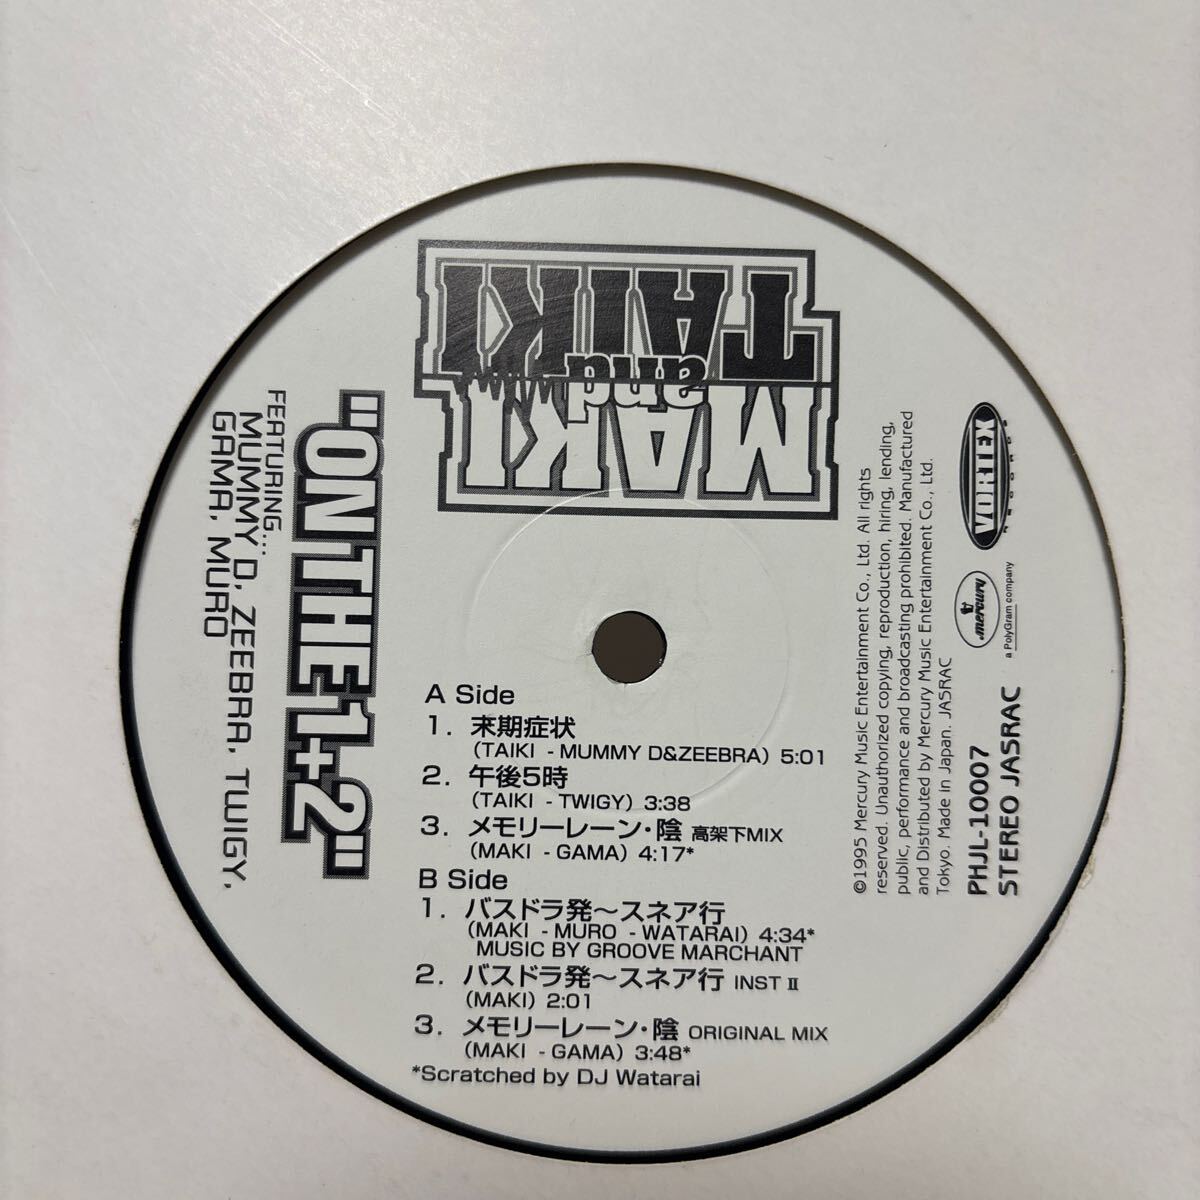 MAKI
and
TAIKI
"ON THE 1+2"
FEATURING...
MUMMY D, ZEEBRA, TWIGY,
GAMA, MURO
A Side
1. 末期症状
(TAIKI - MUMMY D&ZEEBRA) 5:01
2. 午後5時
(TAIKI - TWIGY) 3:38
3. メモリーレーン・陰 高架下MIX
(MAKI - GAMA) 4:17*
B Side
1. バスドラ発〜スネア行
(MAKI - MURO - WATARAI) 4:34*
MUSIC BY GROOVE MARCHANT
2. バスドラ発〜スネア行 INST II
(MAKI) 2:01
3. メモリーレーン・陰 ORIGINAL MIX
(MAKI - GAMA) 3:48*
*Scratched by DJ Watarai
©1995 Mercury Music Entertainment Co., Ltd. All rights
reserved. Unauthorized copying, reproduction, hiring, lending,
public, performance and broadcasting prohibited. Manufactured
and Distributed by Mercury Music Entertainment Co., Ltd.
Tokyo. Made in Japan. JASRAC
PHJL-10007
STEREO JASRAC
mercury
a PolyGram company
VORTEX
RECORDS